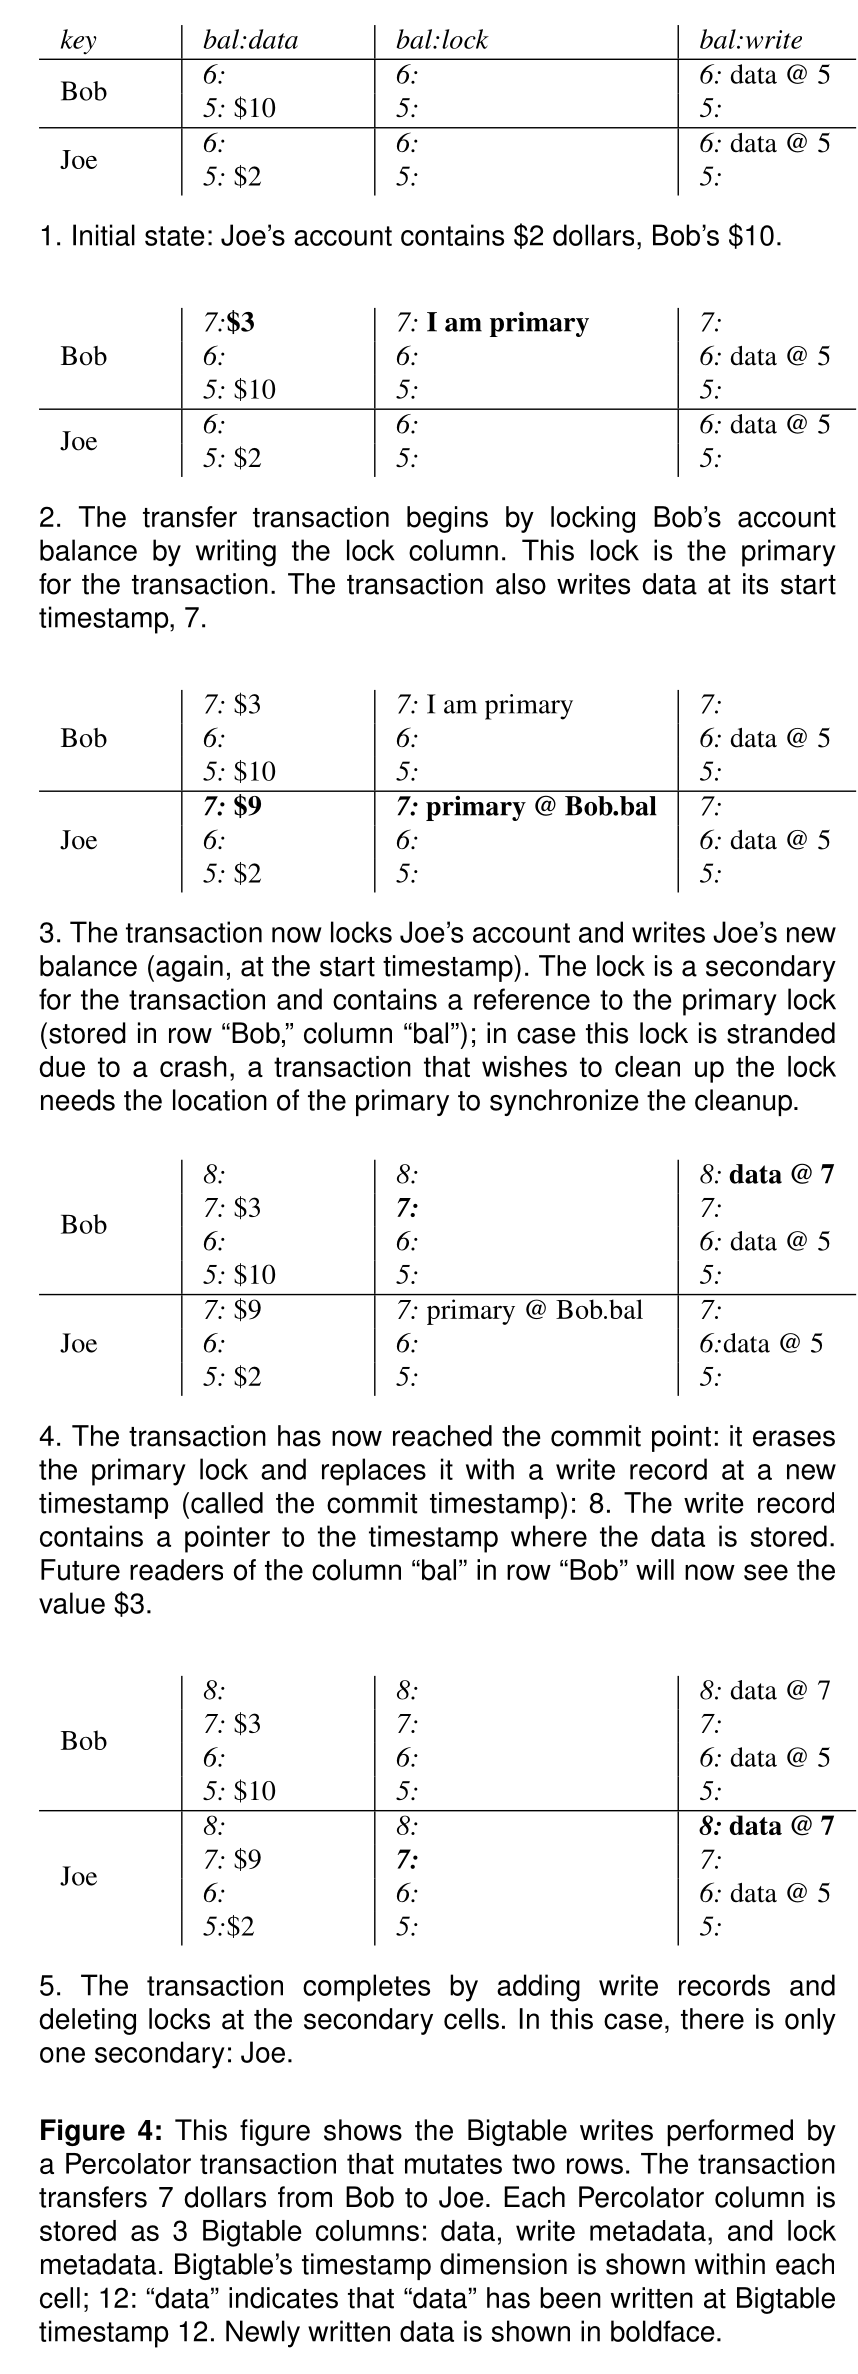 key bal:data bal:lock bal:write
6: 6: 6: data @ 5
Bob
5: $10 5: 5:
6: 6: 6: data @ 5
Joe
5: $2 5: 5:
1. Initial state: Joe’s account contains $2 dollars, Bob’s $10.
7:$3 7: I am primary 7:
Bob 6: 6: 6: data @ 5
5: $10 5: 5:
6: 6: 6: data @ 5
Joe
5: $2 5: 5:
2. The transfer transaction begins by locking Bob’s account
balance by writing the lock column. This lock is the primary
for the transaction. The transaction also writes data at its start
timestamp, 7.
7: $3 7: I am primary 7:
Bob 6: 6: 6: data @ 5
5: $10 5: 5:
7: $9 7: primary @ Bob.bal 7:
Joe 6: 6: 6: data @ 5
5: $2 5: 5:
3. The transaction now locks Joe’s account and writes Joe’s new
balance (again, at the start timestamp). The lock is a secondary
for the transaction and contains a reference to the primary lock
(stored in row “Bob,” column “bal”); in case this lock is stranded
due to a crash, a transaction that wishes to clean up the lock
needs the location of the primary to synchronize the cleanup.
8: 8: 8: data @ 7
7: $3 7: 7:
Bob
6: 6: 6: data @ 5
5: $10 5: 5:
7: $9 7: primary @ Bob.bal 7:
Joe 6: 6: 6:data @ 5
5: $2 5: 5:
4. The transaction has now reached the commit point: it erases
the primary lock and replaces it with a write record at a new
timestamp (called the commit timestamp): 8. The write record
contains a pointer to the timestamp where the data is stored.
Future readers of the column “bal” in row “Bob” will now see the
value $3.
8: 8: 8: data @ 7
7: $3 7: 7:
Bob
6: 6: 6: data @ 5
5: $10 5: 5:
8: 8: 8: data @ 7
7: $9 7: 7:
Joe
6: 6: 6: data @ 5
5:$2 5: 5:
5. The transaction completes by adding write records and
deleting locks at the secondary cells. In this case, there is only
one secondary: Joe.
Figure 4: This figure shows the Bigtable writes performed by
a Percolator transaction that mutates two rows. The transaction
transfers 7 dollars from Bob to Joe. Each Percolator column is
stored as 3 Bigtable columns: data, write metadata, and lock
metadata. Bigtable’s timestamp dimension is shown within each
cell; 12: “data” indicates that “data” has been written at Bigtable
timestamp 12. Newly written data is shown in boldface.